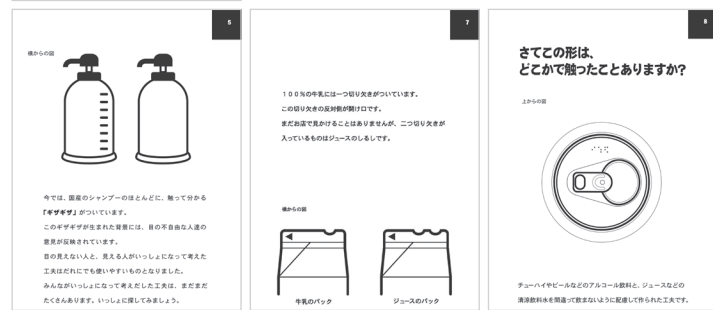 5
横からの図
今では、国産のシャンプーのほとんどに、触って分かる
「ギザギザ」がついています。
このギザギザが生まれた背景には、目の不自由な人達の
意見が反映されています。
目の見えない人と、見える人がいっしょになって考えた
工夫はだれにでも使いやすいものとなりました。
みんながいっしょになって考えだした工夫は、まだまだ
たくさんあります。いっしょに探してみましょう。
7
１００％の牛乳には一つ切り欠きがついています。
この切り欠きの反対側が開け口です。
まだお店で見かけることはありませんが、二つ切り欠きが
入っているものはジュースのしるしです。
横からの図
牛乳のパック
ジュースのパック
8
さてこの形は、
どこかで触ったことありますか?
上からの図
チューハイやビールなどのアルコール飲料と、ジュースなどの
清涼飲料水を間違って飲まないように配慮して作られた工夫です。